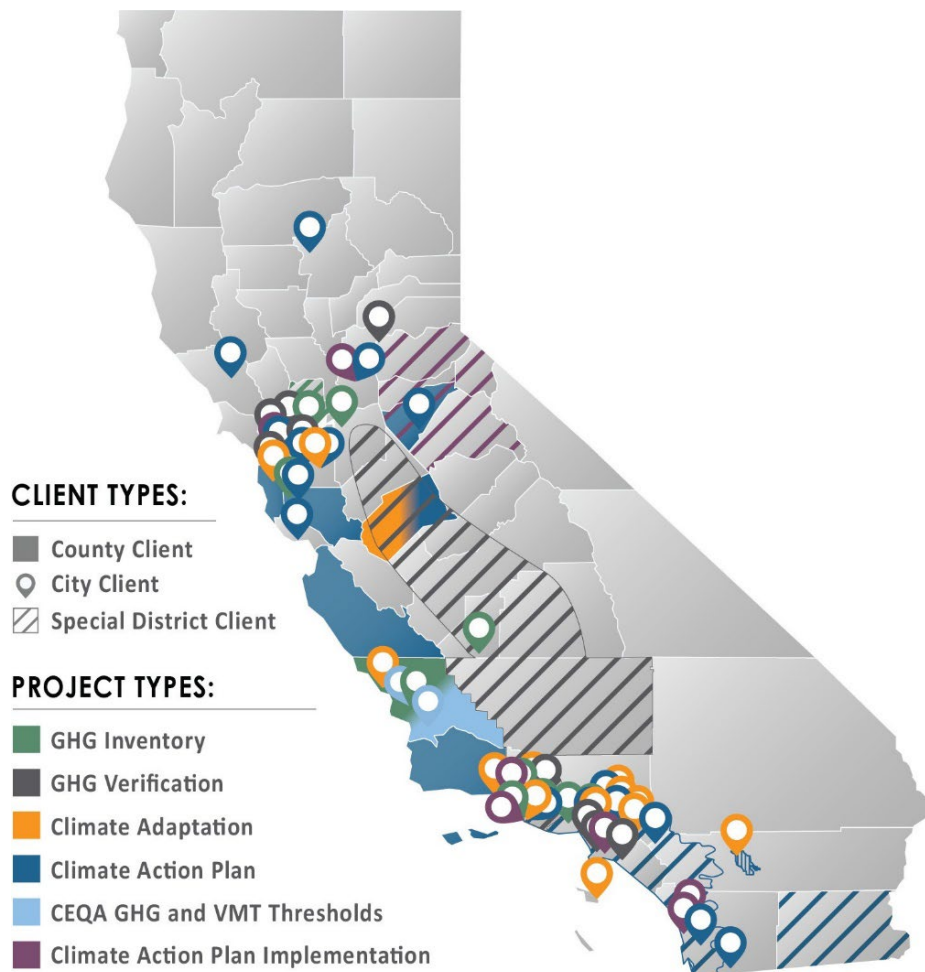 CLIENT TYPES:
County Client
City Client
Special District Client
PROJECT TYPES:
GHG Inventory
GHG Verification
Climate Adaptation
Climate Action Plan
CEQA GHG and VMT Thresholds
Climate Action Plan Implementation